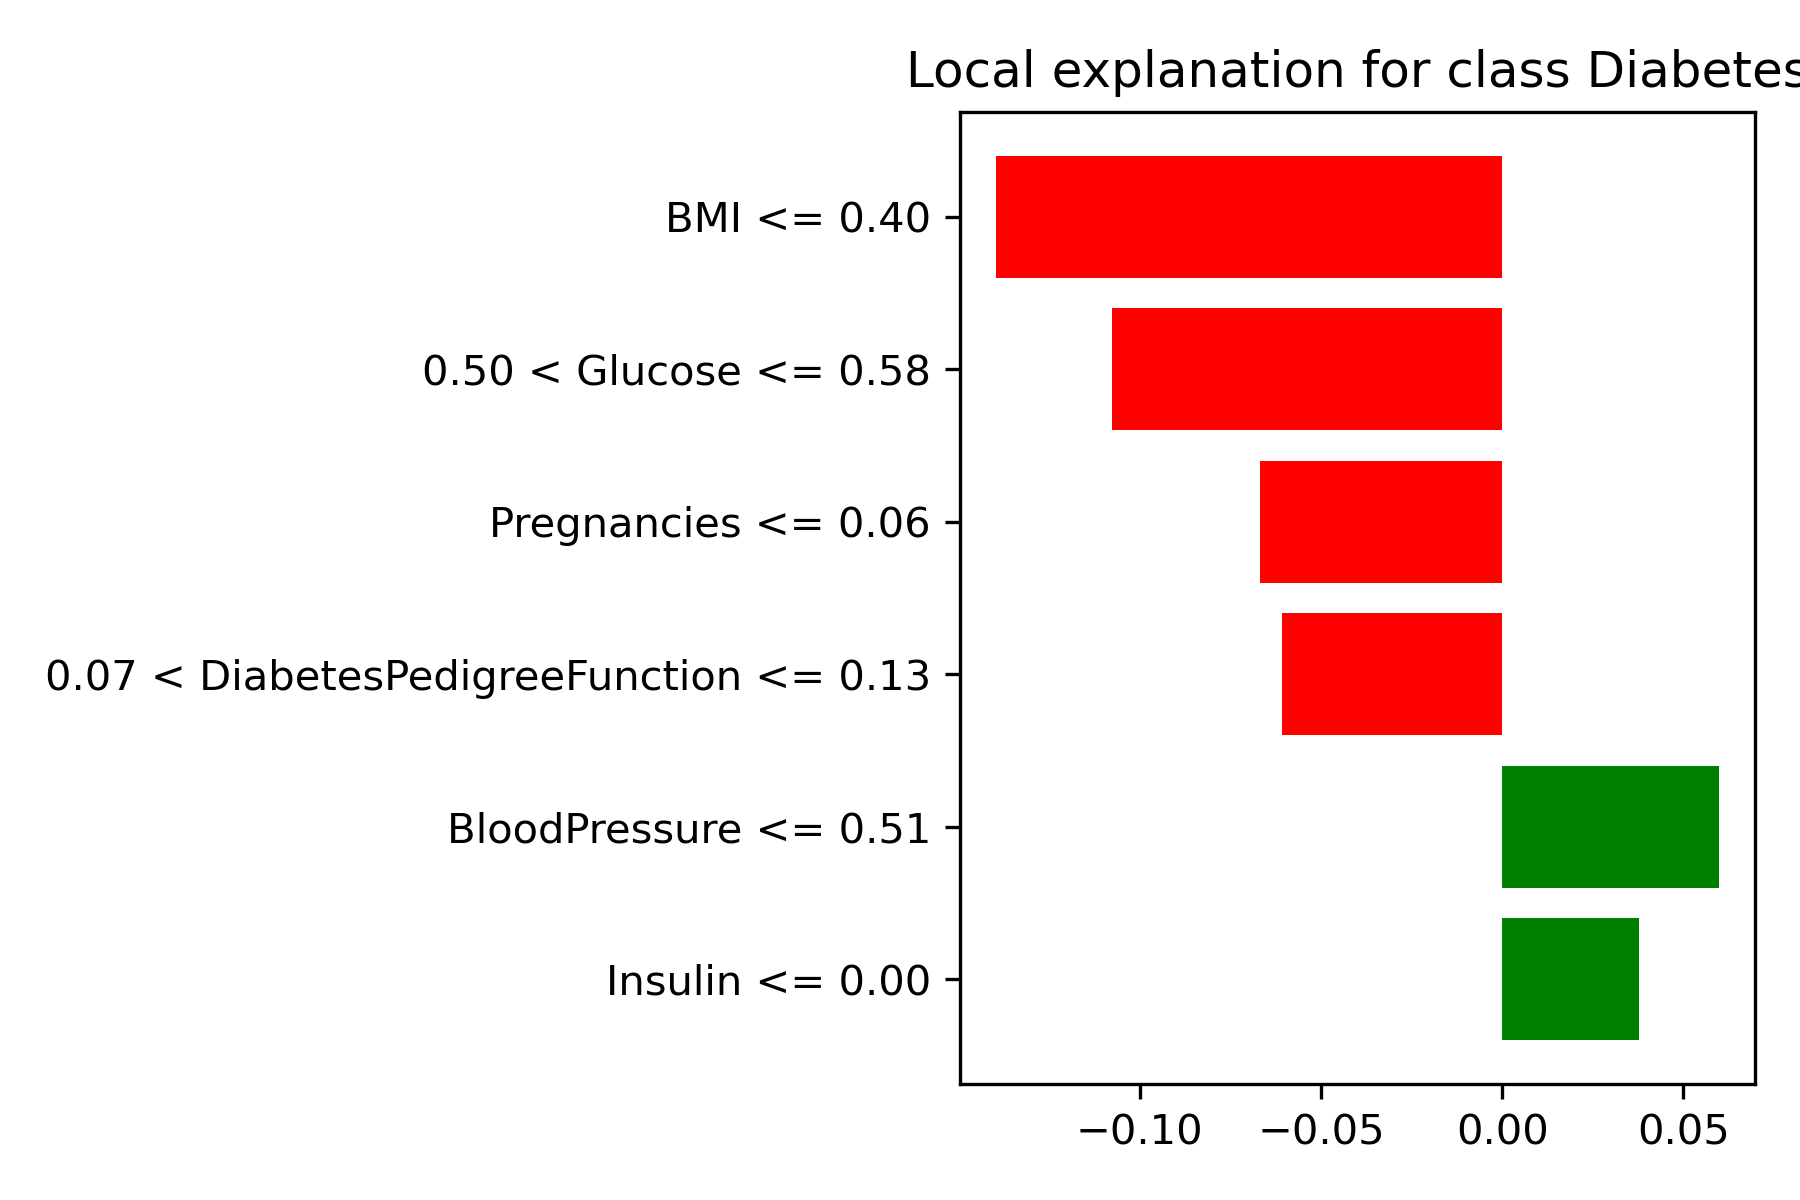 Local explanation for class Diabetes
BMI <= 0.40
0.50 < Glucose <= 0.58
Pregnancies <= 0.06
0.07 < DiabetesPedigreeFunction <= 0.13
BloodPressure <= 0.51
Insulin <= 0.00
−0.10 −0.05 0.00 0.05